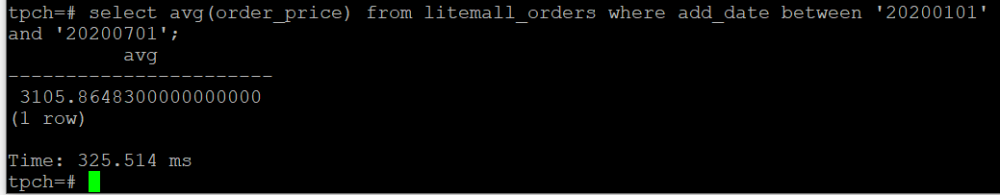 tpch=# select avg(order_price) from litemall_orders where add_date between '20200101'
and '20200701';
avg
-----------------------
3105.8648300000000000
(1 row)
Time: 325.514 ms
tpch=#